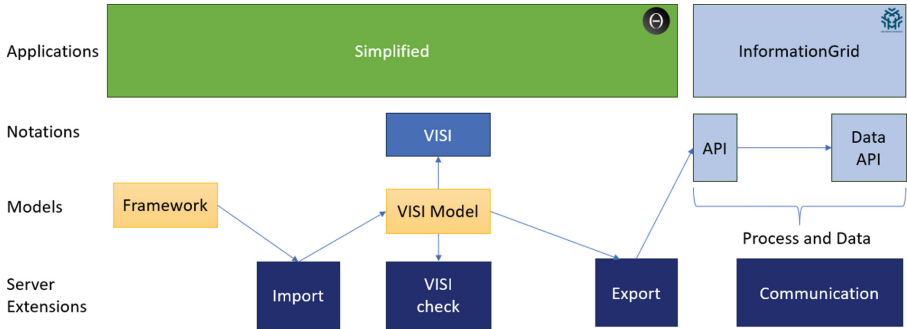 Applications
Simplified
Θ
InformationGrid
Notations
VISI
API
Data
API
Models
Framework
VISI Model
Process and Data
Server
Extensions
Import
VISI
check
Export
Communication